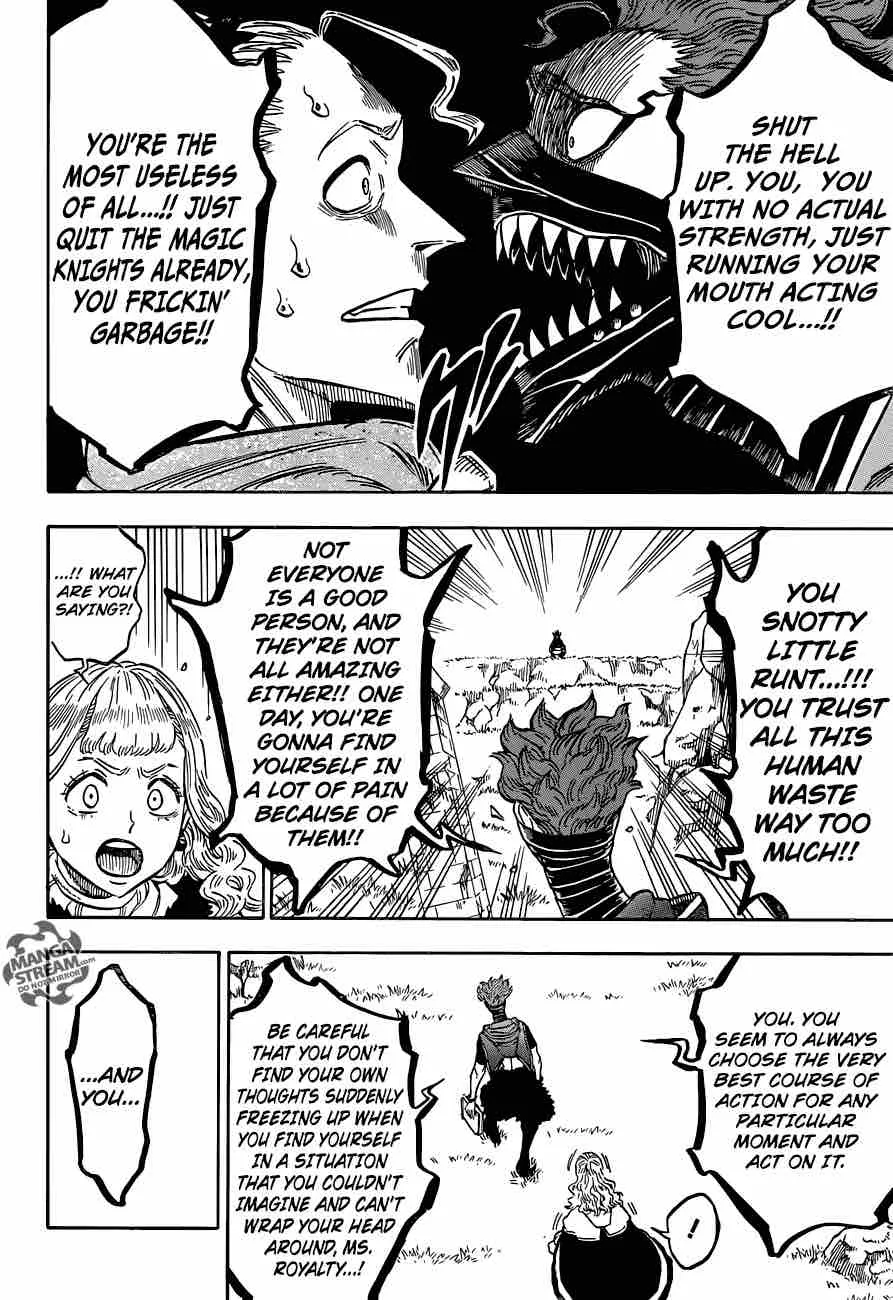 SHUT
THE HELL
UP. YOU, YOU
WITH NO ACTUAL
STRENGTH, JUST
RUNNING YOUR
MOUTH ACTING
COOL...!!
YOU'RE THE
MOST USELESS
OF ALL...!! JUST
QUIT THE MAGIC
KNIGHTS ALREADY,
YOU FRICKIN'
GARBAGE!!
YOU
SNOTTY
LITTLE
RUNT...!!!
YOU TRUST
ALL THIS
HUMAN
WASTE
WAY TOO
MUCH!!
NOT
EVERYONE
IS A GOOD
PERSON, AND
THEY'RE NOT
ALL AMAZING
EITHER!! ONE
DAY, YOU'RE
GONNA FIND
YOURSELF IN
A LOT OF PAIN
BECAUSE OF
THEM!!
...!! WHAT
ARE YOU
SAYING?!
YOU. YOU
SEEM TO ALWAYS
CHOOSE THE VERY
BEST COURSE OF
ACTION FOR ANY
PARTICULAR
MOMENT AND
ACT ON IT.
!
BE CAREFUL
THAT YOU DON'T
FIND YOUR OWN
THOUGHTS SUDDENLY
FREEZING UP WHEN
YOU FIND YOURSELF
IN A SITUATION
THAT YOU COULDN'T
IMAGINE AND CAN'T
WRAP YOUR HEAD
AROUND, MS.
ROYALTY...!
...AND
YOU...
MANGA
STREAM.COM
DO NOT MIRROR